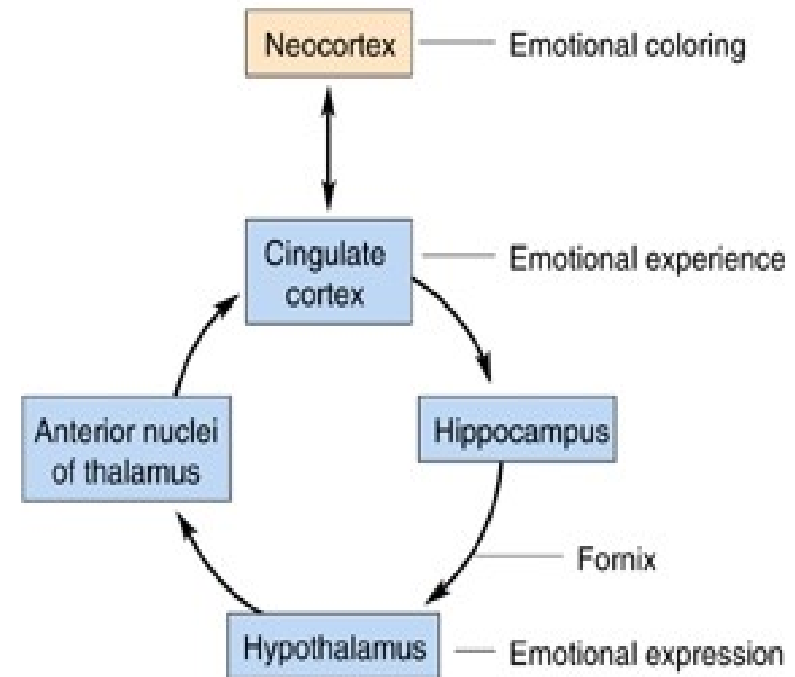 Neocortex
Emotional coloring
Cingulate
cortex
Emotional experience
Anterior nuclei
of thalamus
Hippocampus
Fornix
Hypothalamus
Emotional expression